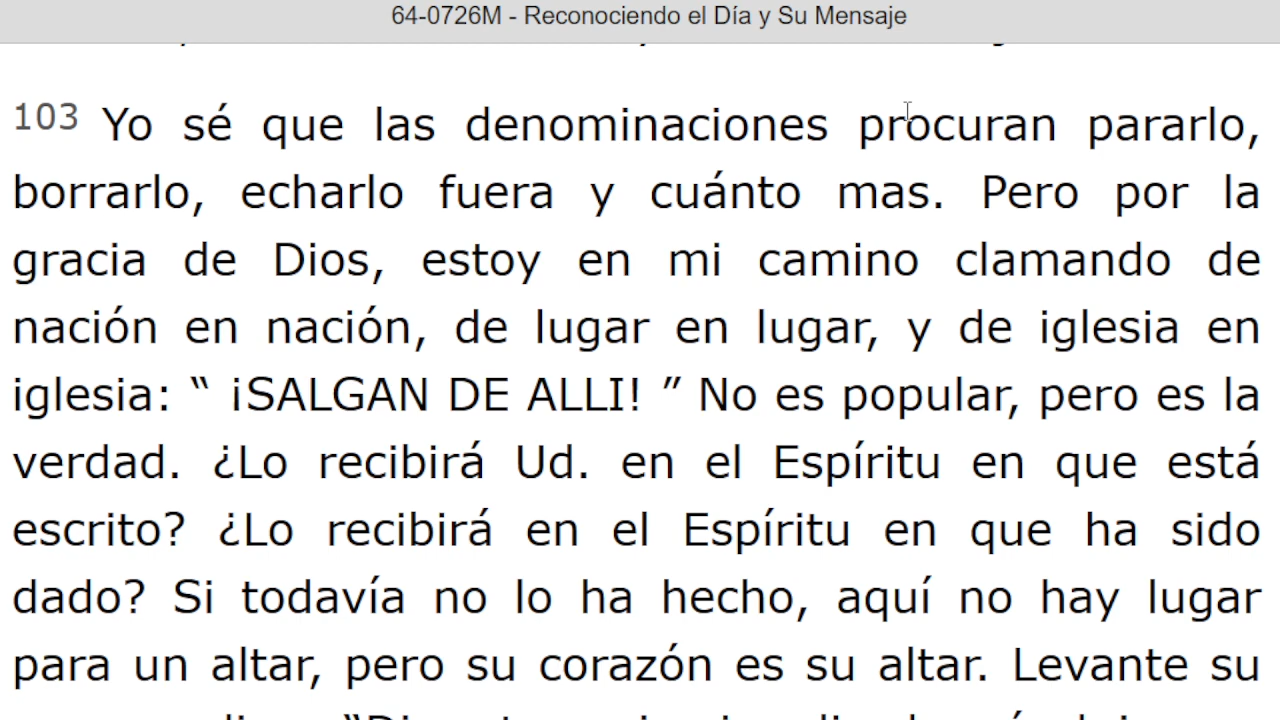 64-0726M - Reconociendo el Día y Su Mensaje
103 Yo sé que las denominaciones procuran pararlo,
borrarlo, echarlo fuera y cuánto mas. Pero por la
gracia de Dios, estoy en mi camino clamando de
nación en nación, de lugar en lugar, y de iglesia en
iglesia: “ ¡SALGAN DE ALLI! ” No es popular, pero es la
verdad. ¿Lo recibirá Ud. en el Espíritu en que está
escrito? ¿Lo recibirá en el Espíritu en que ha sido
dado? Si todavía no lo ha hecho, aquí no hay lugar
para un altar, pero su corazón es su altar. Levante su